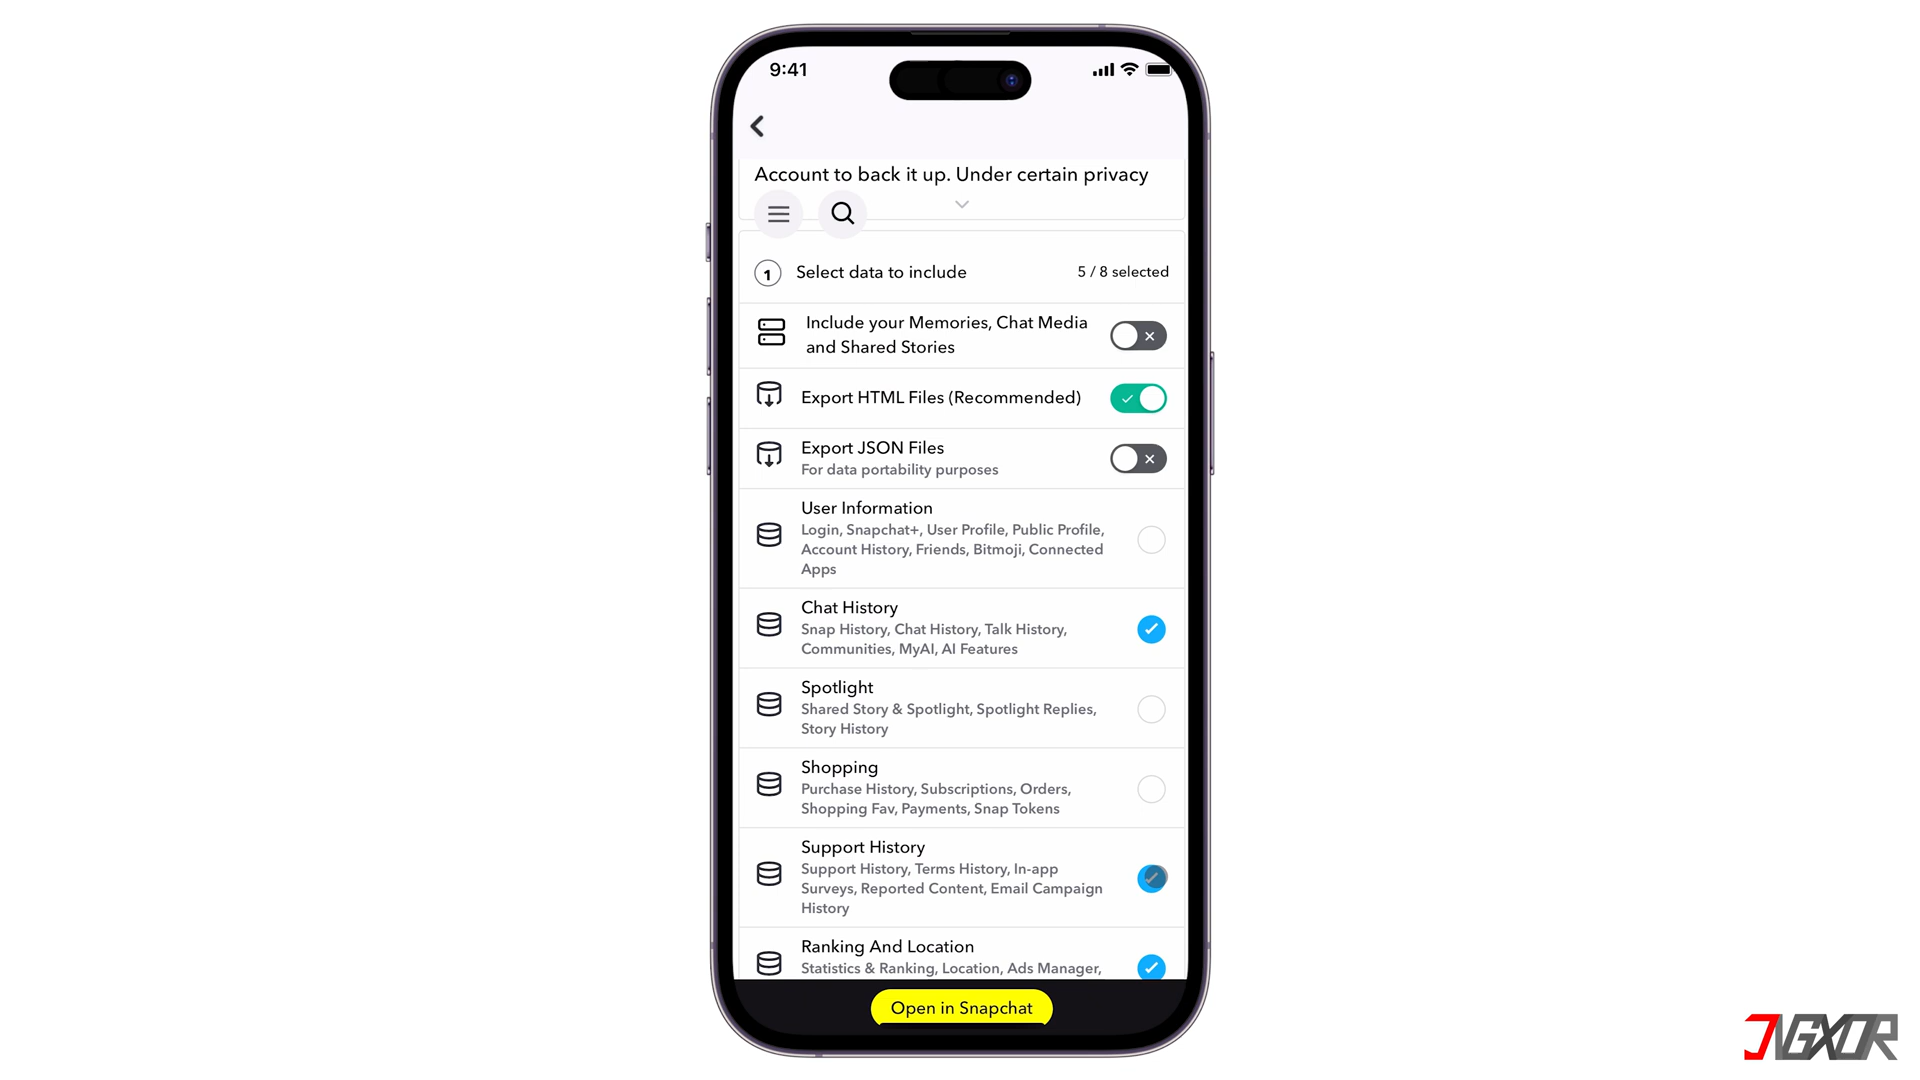 9:41
Account to back it up. Under certain privacy
1 Select data to include 5 / 8 selected
Include your Memories, Chat Media
and Shared Stories
Export HTML Files (Recommended)
Export JSON Files
For data portability purposes
User Information
Login, Snapchat+, User Profile, Public Profile,
Account History, Friends, Bitmoji, Connected
Apps
Chat History
Snap History, Chat History, Talk History,
Communities, MyAI, AI Features
Spotlight
Shared Story & Spotlight, Spotlight Replies,
Story History
Shopping
Purchase History, Subscriptions, Orders,
Shopping Fav, Payments, Snap Tokens
Support History
Support History, Terms History, In-app
Surveys, Reported Content, Email Campaign
History
Ranking And Location
Statistics & Ranking, Location, Ads Manager,
Open in Snapchat
JVGXOR